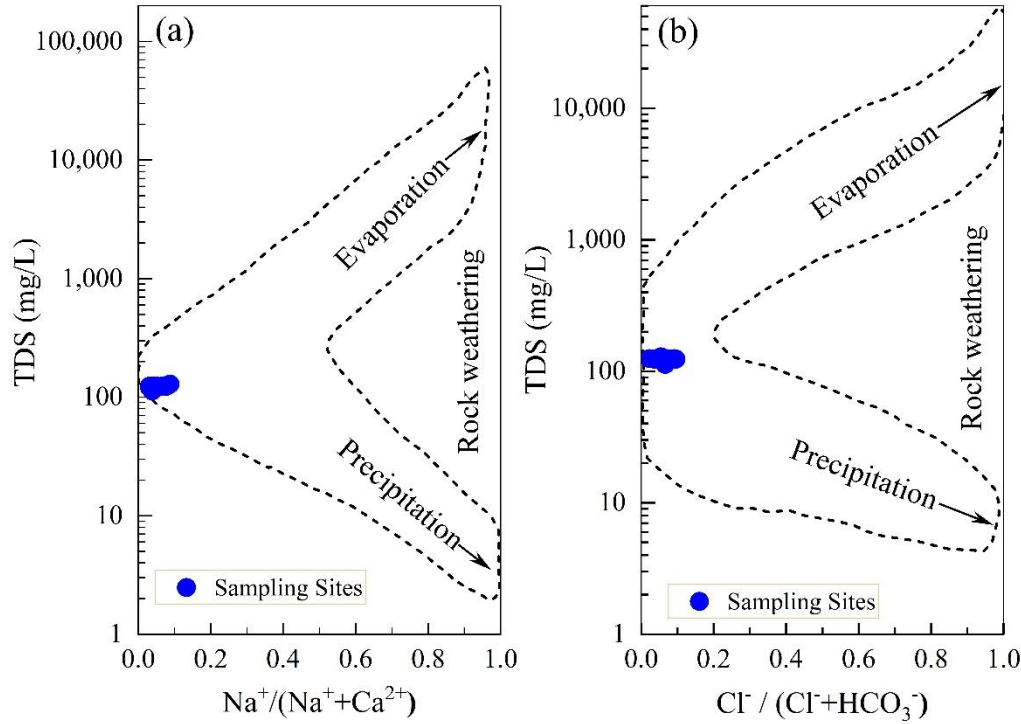 (a)
100,000
10,000
1,000
100
10
1
TDS (mg/L)
Evaporation
Rock weathering
Precipitation
Sampling Sites
0.0 0.2 0.4 0.6 0.8 1.0
Na⁺/(Na⁺+Ca²⁺)
(b)
10,000
1,000
100
10
1
TDS (mg/L)
Evaporation
Rock weathering
Precipitation
Sampling Sites
0.0 0.2 0.4 0.6 0.8 1.0
Cl⁻ / (Cl⁻+HCO₃⁻)